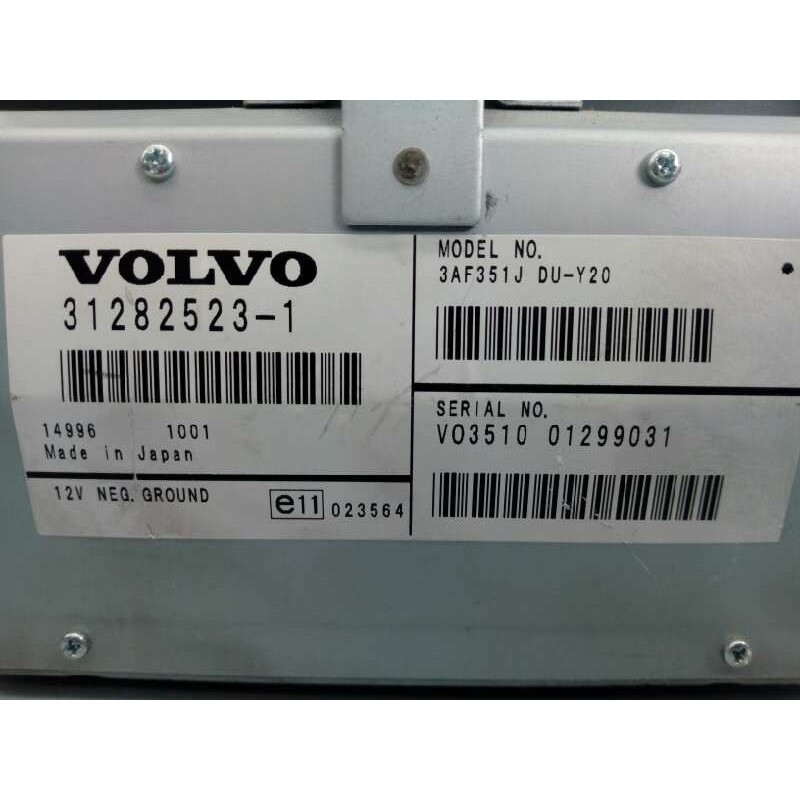 VOLVO
31282523-1
14996 1001
Made in Japan
12V NEG. GROUND e11 023564
MODEL NO.
3AF351J DU-Y20
SERIAL NO.
VO3510 01299031